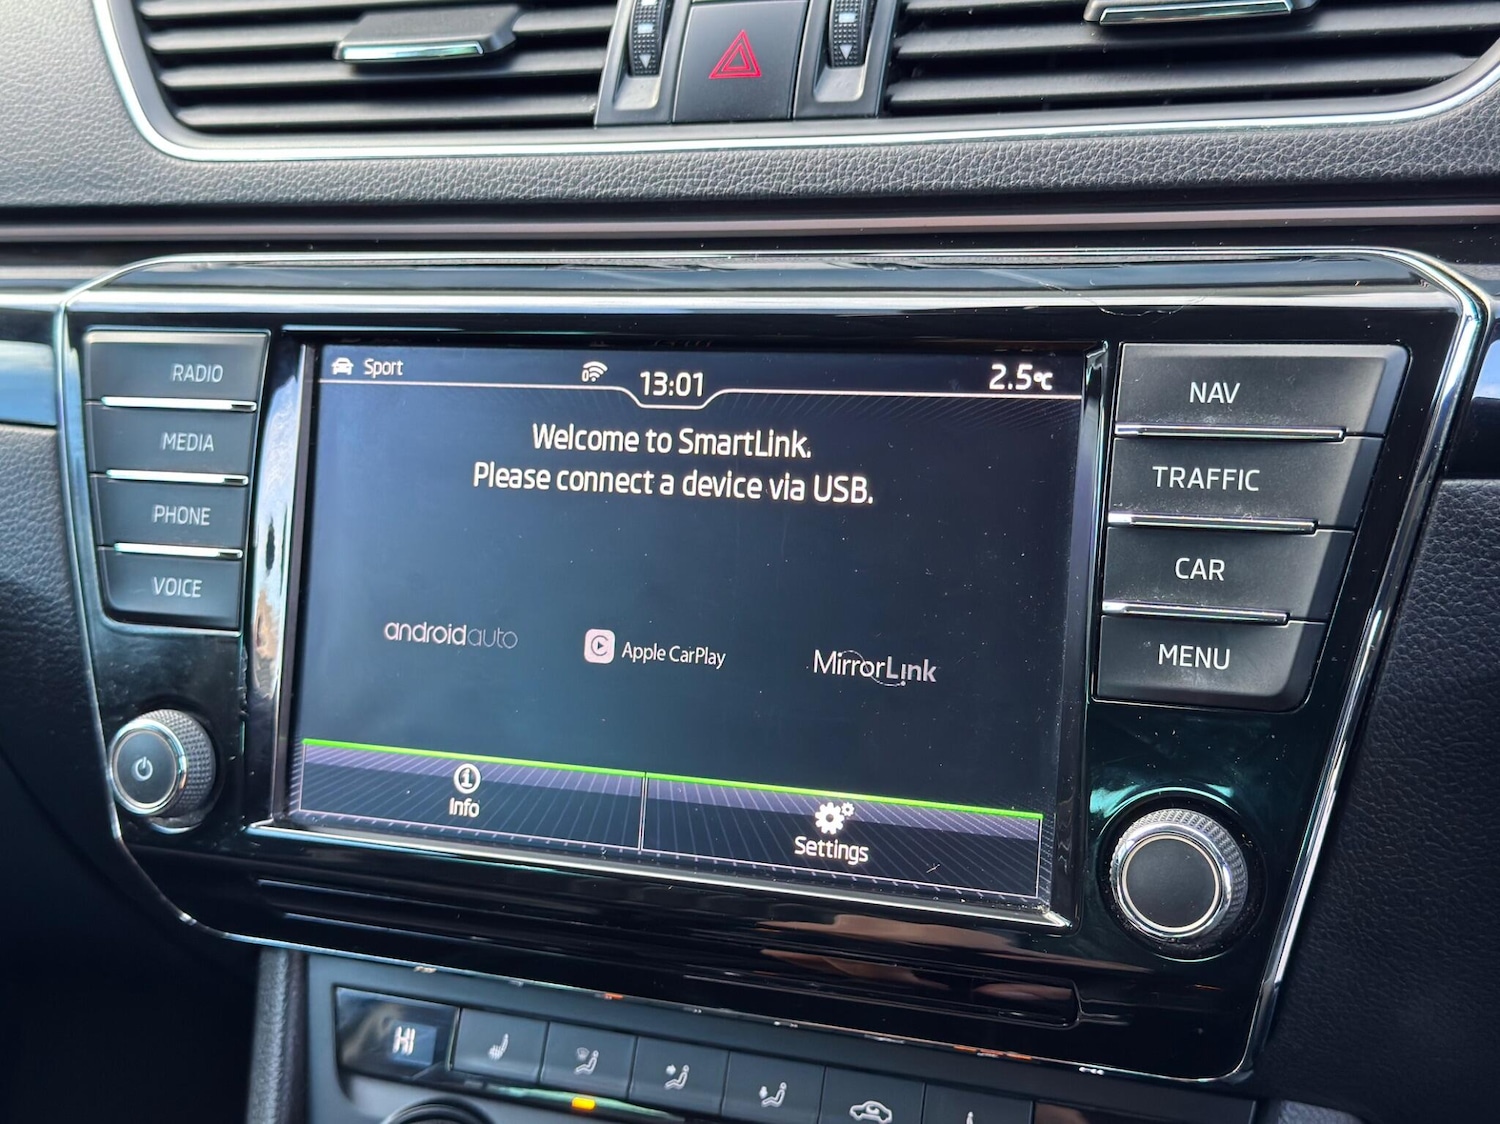 RADIO
MEDIA
PHONE
VOICE
Sport
13:01
2.5°C
Welcome to SmartLink.
Please connect a device via USB.
androidauto
Apple CarPlay
MirrorLink
Info
Settings
NAV
TRAFFIC
CAR
MENU
HI